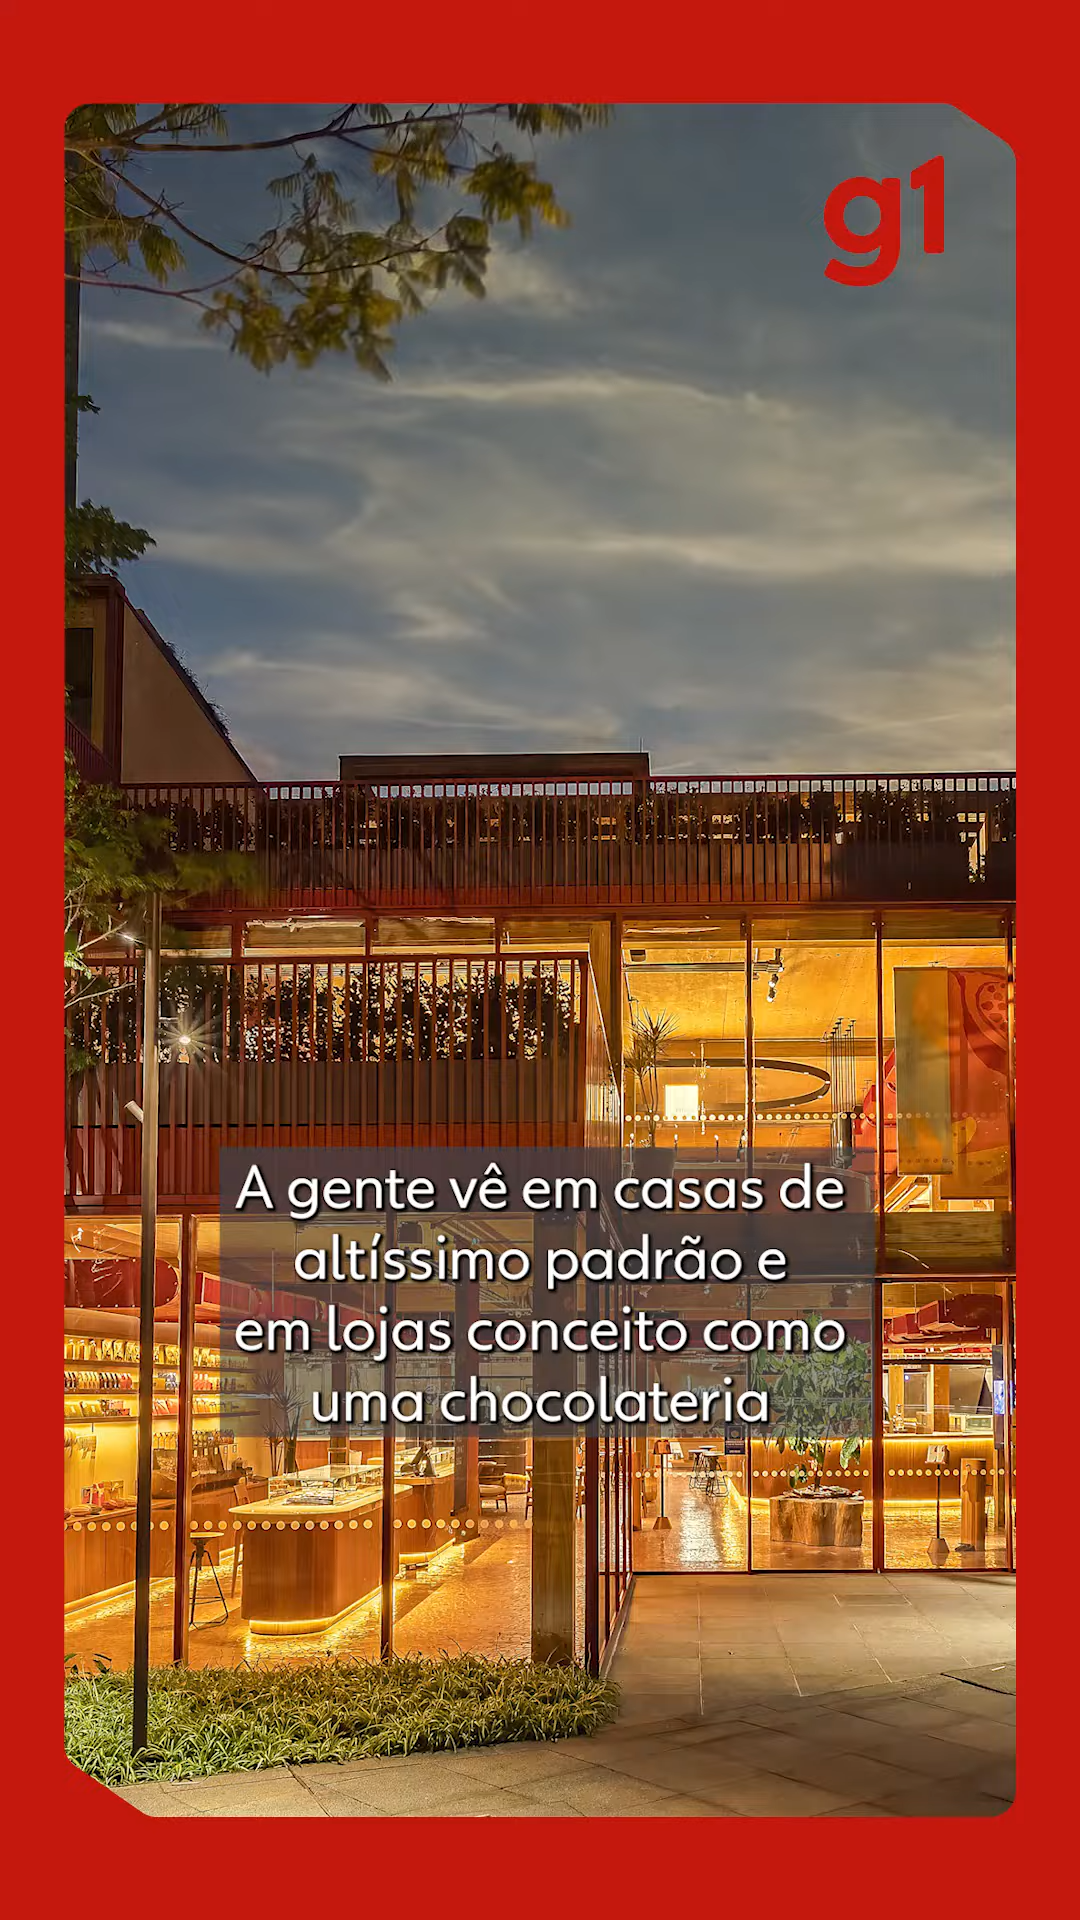 g1
A gente vê em casas de
altíssimo padrão e
em lojas conceito como
uma chocolateria